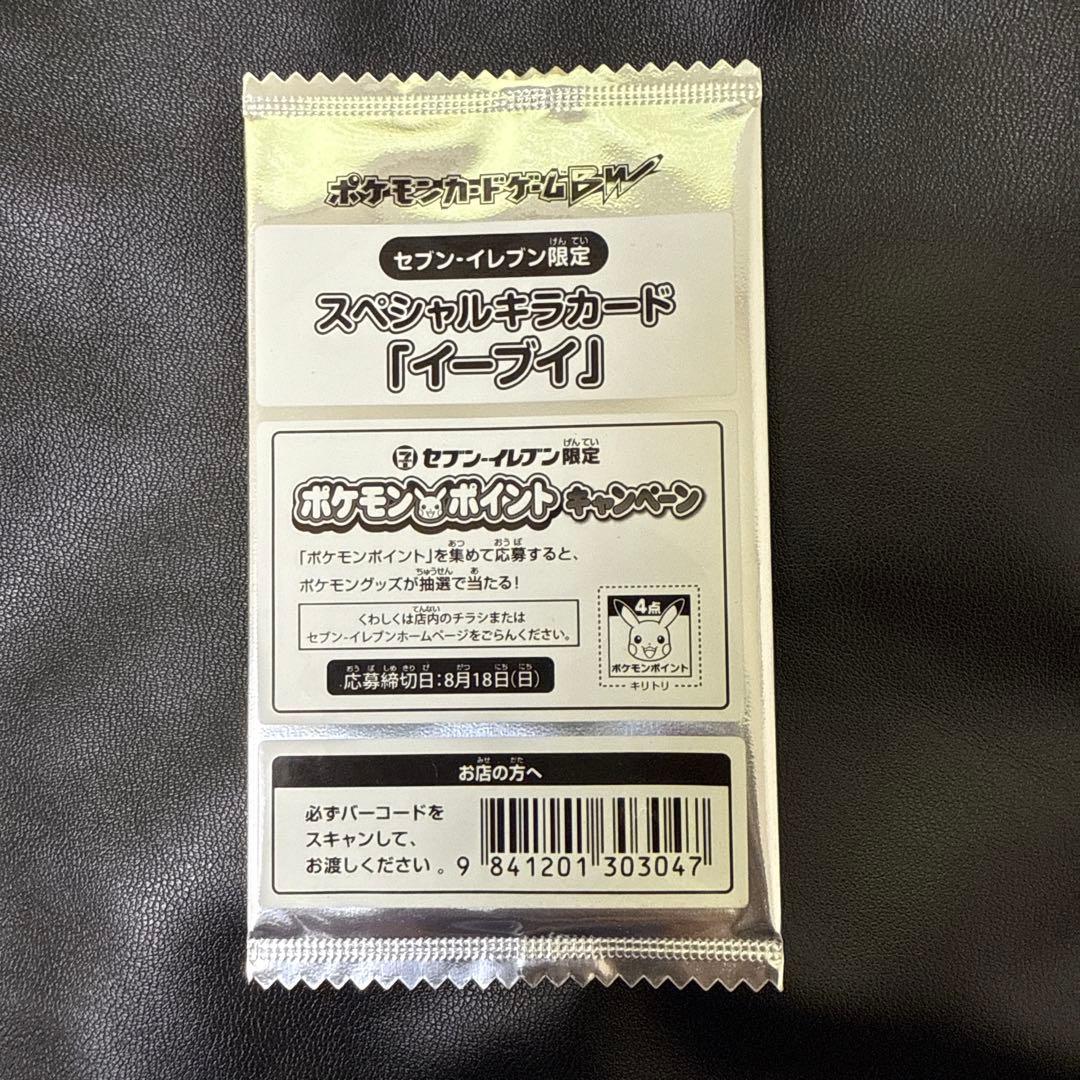 ポケモンカードゲームBW
セブン-イレブン限定
スペシャルキラカード
「イーブイ」
セブン-イレブン限定
ポケモンポイントキャンペーン
「ポケモンポイント」を集めて応募すると、
ポケモングッズが抽選で当たる!
くわしくは店内のチラシまたは
セブン-イレブンホームページをごらんください。
応募締切日:8月18日(日)
4点
ポケモンポイント
キリトリ
お店の方へ
必ずバーコードを
スキャンして、
お渡しください。
9 841201 303047